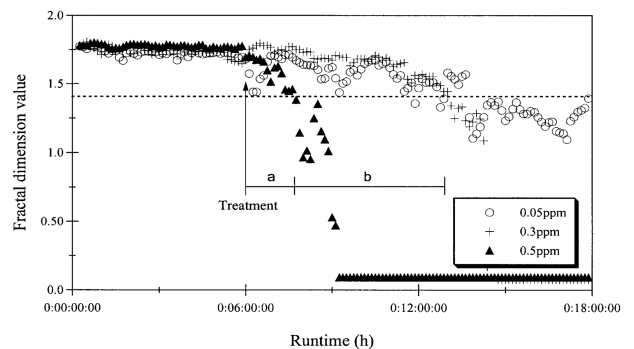 2.0
1.5
1.0
0.50
0.0
Fractal dimension value
a
b
Treatment
0.05ppm
0.3ppm
0.5ppm
0:00:00:00
0:06:00:00
0:12:00:00
0:18:00:00
Runtime (h)